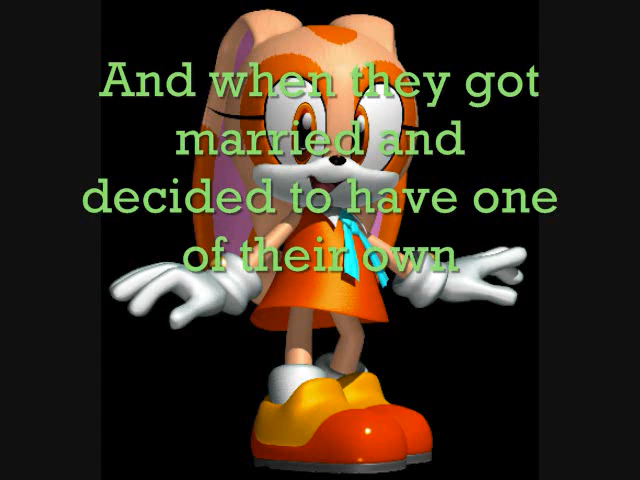 And when they got
married and
decided to have one
of their own